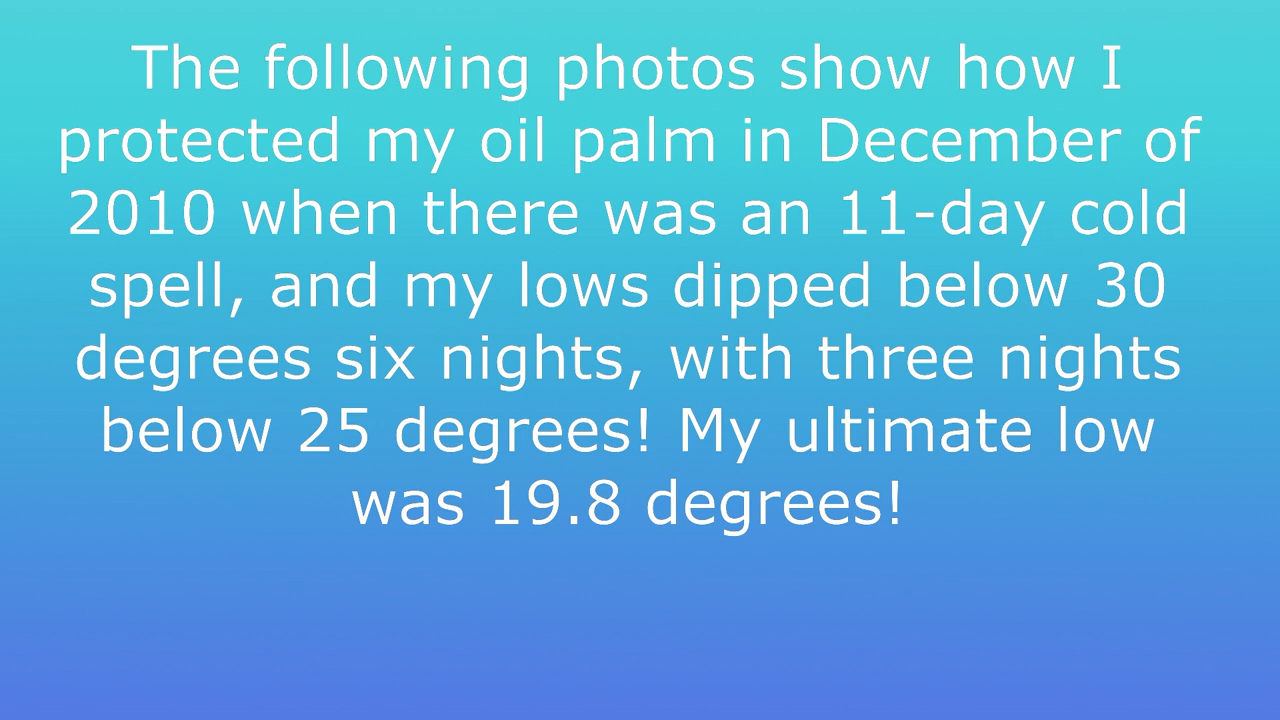 The following photos show how I
protected my oil palm in December of
2010 when there was an 11-day cold
spell, and my lows dipped below 30
degrees six nights, with three nights
below 25 degrees! My ultimate low
was 19.8 degrees!